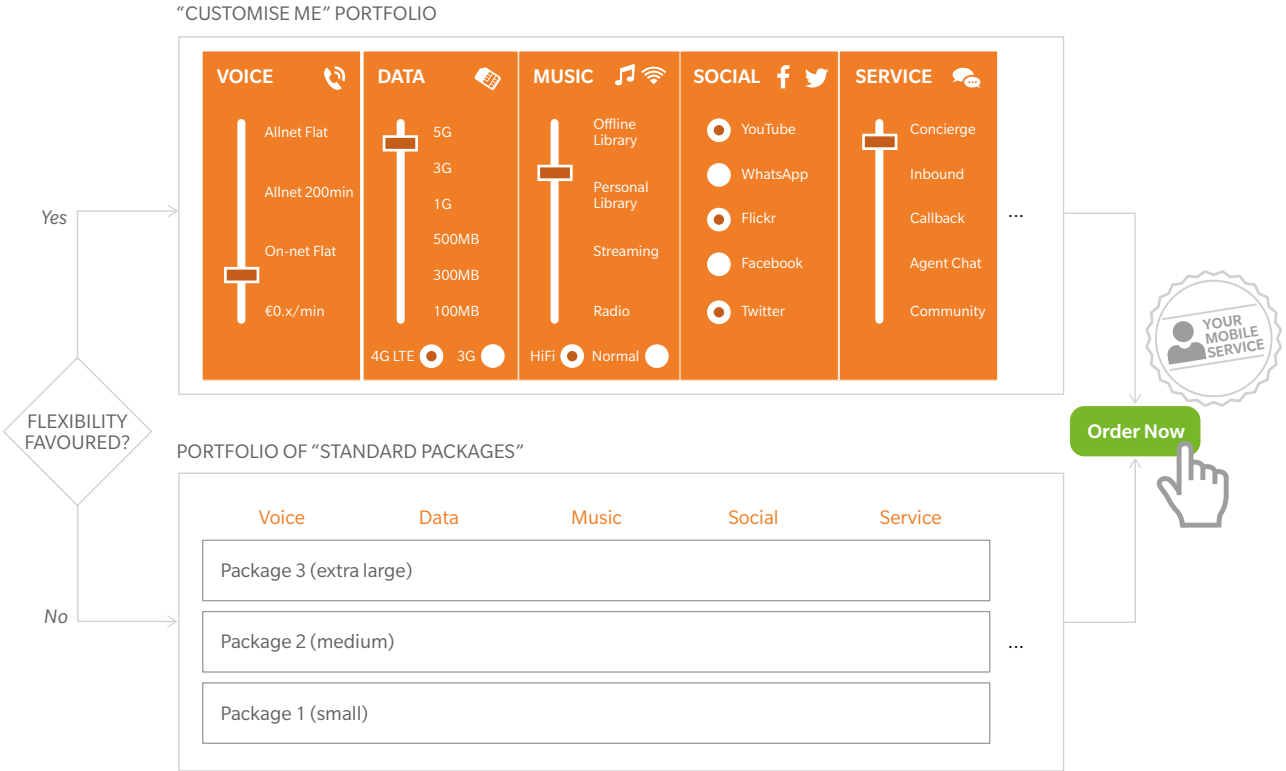 “CUSTOMISE ME” PORTFOLIO
VOICE
Allnet Flat
Allnet 200min
On-net Flat
€0.x/min
DATA
5G
3G
1G
500MB
300MB
100MB
4G LTE 3G
MUSIC
Offline
Library
Personal
Library
Streaming
Radio
HiFi Normal
SOCIAL
YouTube
WhatsApp
Flickr
Facebook
Twitter
SERVICE
Concierge
Inbound
Callback
Agent Chat
Community
...
Yes
FLEXIBILITY
FAVOURED?
No
YOUR
MOBILE
SERVICE
Order Now
PORTFOLIO OF “STANDARD PACKAGES”
Voice Data Music Social Service
Package 3 (extra large)
Package 2 (medium)
...
Package 1 (small)